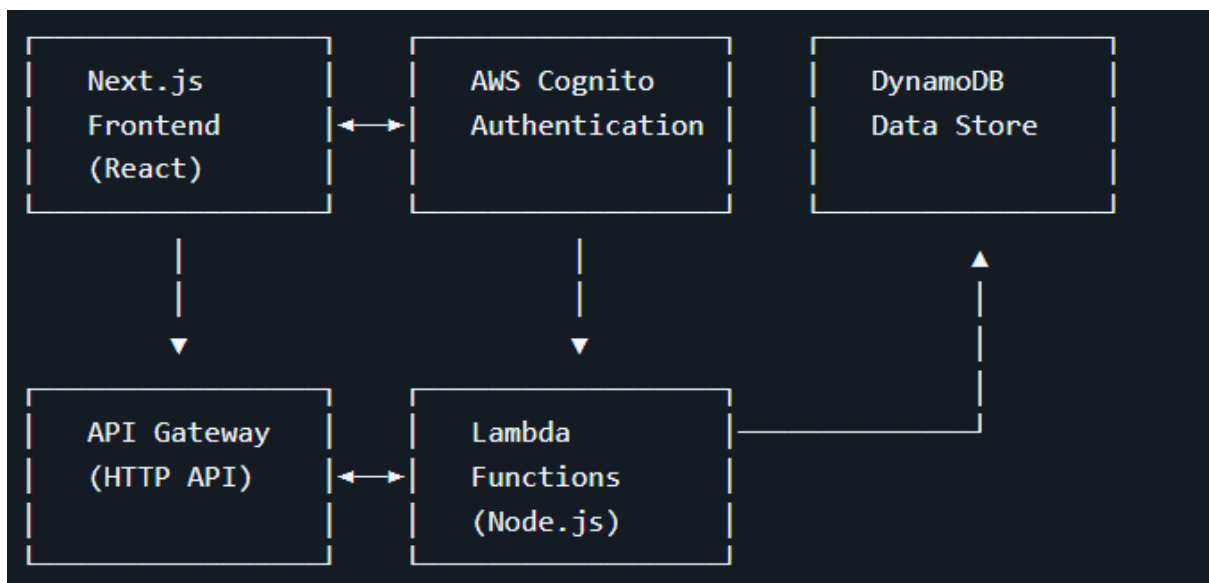 Next.js
Frontend
(React)
AWS Cognito
Authentication
DynamoDB
Data Store
API Gateway
(HTTP API)
Lambda
Functions
(Node.js)